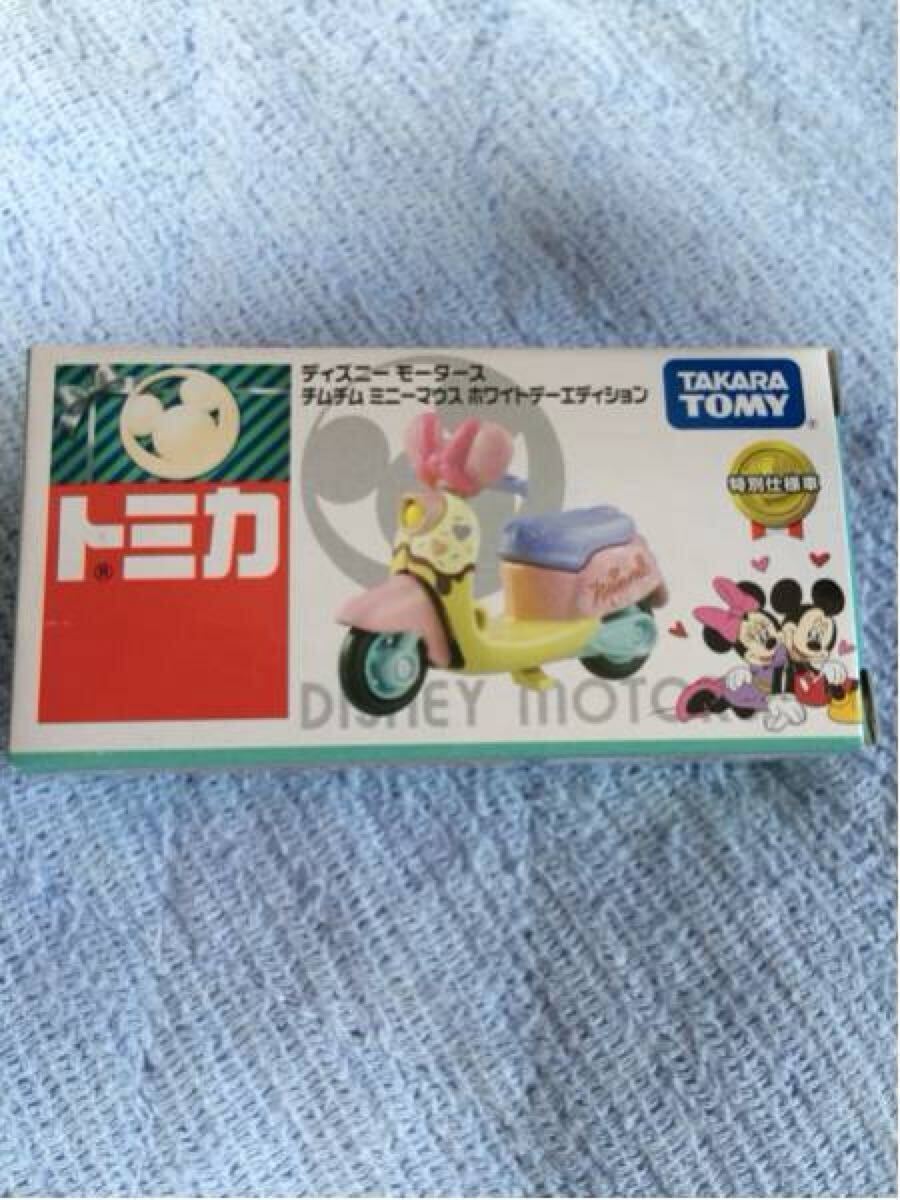 ディズニー モータース
チムチム ミニーマウス ホワイトデーエディション
TAKARA
TOMY
特別仕様車
トミカ
®
Minnie
DISNEY MOTOR